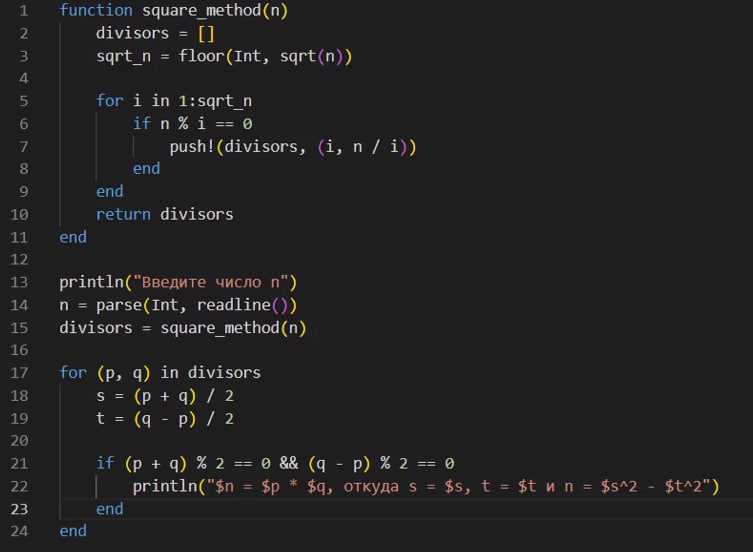 1 function square_method(n)
2     divisors = []
3     sqrt_n = floor(Int, sqrt(n))
4
5     for i in 1:sqrt_n
6         if n % i == 0
7             push!(divisors, (i, n / i))
8         end
9     end
10     return divisors
11 end
12
13 println("Введите число n")
14 n = parse(Int, readline())
15 divisors = square_method(n)
16
17 for (p, q) in divisors
18     s = (p + q) / 2
19     t = (q - p) / 2
20
21     if (p + q) % 2 == 0 && (q - p) % 2 == 0
22         println("$n = $p * $q, откуда s = $s, t = $t и n = $s^2 - $t^2")
23     end
24 end